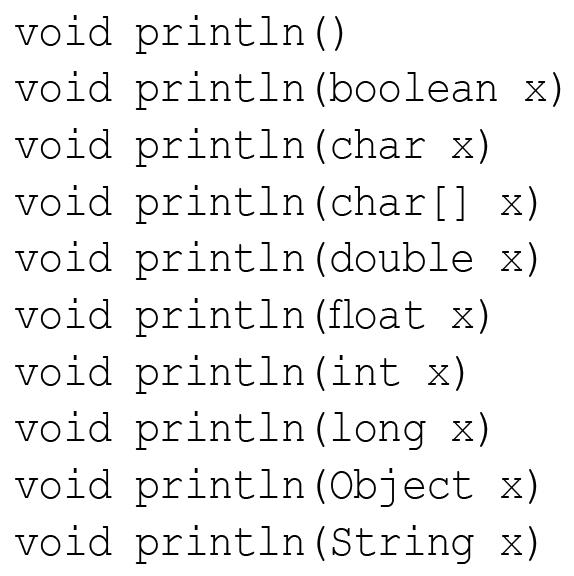 void println()
void println(boolean x)
void println(char x)
void println(char[] x)
void println(double x)
void println(float x)
void println(int x)
void println(long x)
void println(Object x)
void println(String x)